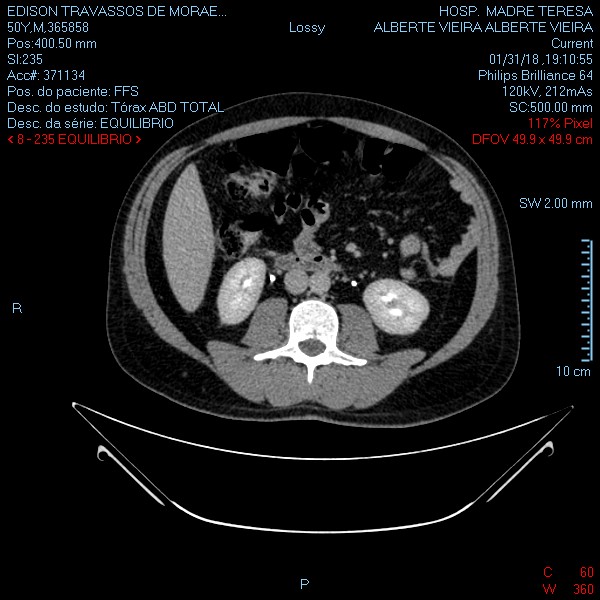 EDISON TRAVASSOS DE MORAE...
50Y,M,365858
Pos:400.50 mm
Sl:235
Acc#: 371134
Pos. do paciente: FFS
Desc. do estudo: Tórax ABD TOTAL
Desc. da série: EQUILIBRIO
< 8 - 235 EQUILIBRIO >
Lossy
HOSP. MADRE TERESA
ALBERTE VIEIRA ALBERTE VIEIRA
Current
01/31/18 ,19:10:55
Philips Brilliance 64
120kV, 212mAs
SC:500.00 mm
117% Pixel
DFOV 49.9 x 49.9 cm
SW 2.00 mm
R
10 cm
P
C 60
W 360